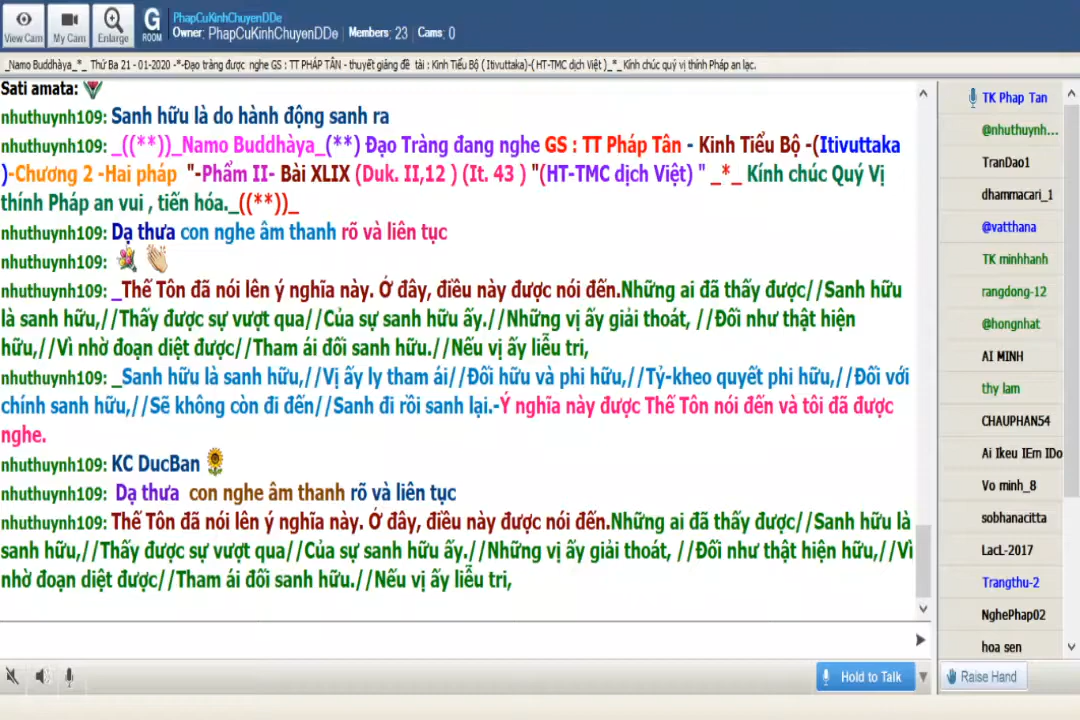 PhapCuKinhChuyenDDe
View Cam My Cam Enlarge G ROOM Owner: PhapCuKinhChuyenDDe Members: 23 Cams: 0
_Namo Buddhàya_*_ Thứ Ba 21 - 01-2020 -*-Đạo tràng được nghe GS : TT PHÁP TÂN - thuyết giảng đề tài : Kinh Tiểu Bộ ( Itivuttaka)-( HT-TMC dịch Việt )_*_Kính chúc quý vị thính Pháp an lạc.
Sati amata:
nhuthuynh109: Sanh hữu là do hành động sanh ra
nhuthuynh109: _((**))_Namo Buddhàya_(**) Đạo Tràng đang nghe GS : TT Pháp Tân - Kinh Tiểu Bộ -(Itivuttaka
)-Chương 2 -Hai pháp "-Phẩm II- Bài XLIX (Duk. II,12 ) (It. 43 ) "(HT-TMC dịch Việt) " _*_ Kính chúc Quý Vị
thính Pháp an vui , tiến hóa._((**))_
nhuthuynh109: Dạ thưa con nghe âm thanh rõ và liên tục
nhuthuynh109:
nhuthuynh109: _Thế Tôn đã nói lên ý nghĩa này. Ở đây, điều này được nói đến.Những ai đã thấy được//Sanh hữu
là sanh hữu,//Thấy được sự vượt qua//Của sự sanh hữu ấy.//Những vị ấy giải thoát, //Đối như thật hiện
hữu,//Vì nhờ đoạn diệt được//Tham ái đối sanh hữu.//Nếu vị ấy liễu tri,
nhuthuynh109: _Sanh hữu là sanh hữu,//Vị ấy ly tham ái//Đối hữu và phi hữu,//Tỷ-kheo quyết phi hữu,//Đối với
chính sanh hữu,//Sẽ không còn đi đến//Sanh đi rồi sanh lại.-Ý nghĩa này được Thế Tôn nói đến và tôi đã được
nghe.
nhuthuynh109: KC DucBan
nhuthuynh109: Dạ thưa con nghe âm thanh rõ và liên tục
nhuthuynh109: Thế Tôn đã nói lên ý nghĩa này. Ở đây, điều này được nói đến.Những ai đã thấy được//Sanh hữu là
sanh hữu,//Thấy được sự vượt qua//Của sự sanh hữu ấy.//Những vị ấy giải thoát, //Đối như thật hiện hữu,//Vì
nhờ đoạn diệt được//Tham ái đối sanh hữu.//Nếu vị ấy liễu tri,
TK Phap Tan
@nhuthuynh...
TranDao1
dhammacari_1
@vatthana
TK minhhanh
rangdong-12
@hongnhat
AI MINH
thy lam
CHAUPHAN54
Ai Ikeu IEm IDo
Vo minh_8
sobhanacitta
LacL-2017
Trangthu-2
NghePhap02
hoa sen
Hold to Talk
Raise Hand